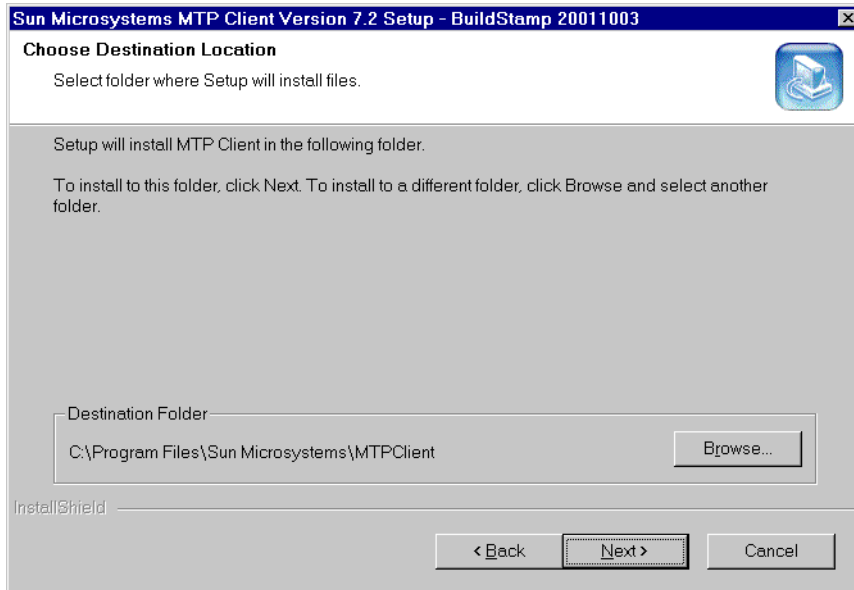 Sun Microsystems MTP Client Version 7.2 Setup - BuildStamp 20011003
Choose Destination Location
Select folder where Setup will install files.
Setup will install MTP Client in the following folder.
To install to this folder, click Next. To install to a different folder, click Browse and select another
folder.
Destination Folder
C:\Program Files\Sun Microsystems\MTPClient
Browse...
InstallShield
< Back
Next >
Cancel